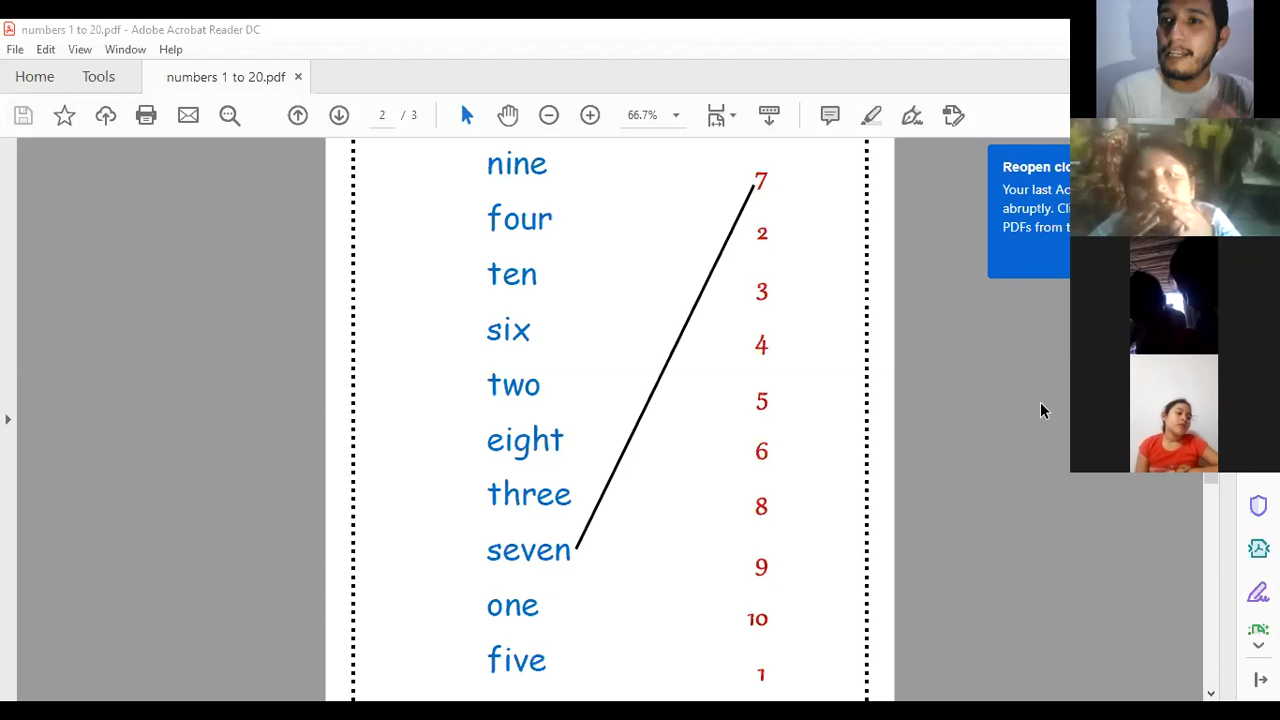 numbers 1 to 20.pdf - Adobe Acrobat Reader DC
File Edit View Window Help
Home Tools numbers 1 to 20.pdf ×
2 / 3 66.7%
Reopen clo
Your last Ac
abruptly. Cli
PDFs from t
nine 7
four 2
ten 3
six 4
two 5
eight 6
three 8
seven 9
one 10
five 1